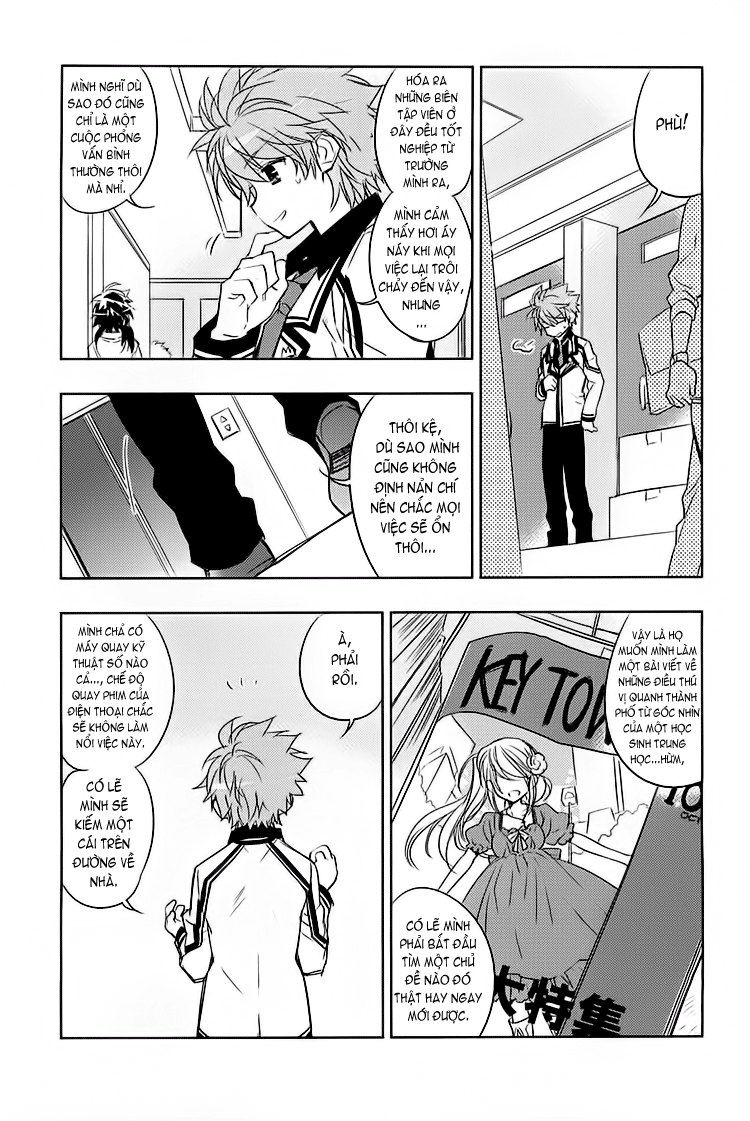 PHÙ!
HÓA RA
NHỮNG BIÊN
TẬP VIÊN Ở
ĐÂY ĐỀU TỐT
NGHIỆP TỪ
TRƯỜNG
MÌNH RA,
MÌNH CẢM
THẤY HƠI ÁY
NÁY KHI MỌI
VIỆC LẠI TRÔI
CHẢY ĐẾN VẬY,
NHƯNG
...
MÌNH NGHĨ DÙ
SAO ĐÓ CŨNG
CHỈ LÀ MỘT
CUỘC PHỎNG
VẤN BÌNH
THƯỜNG THÔI
MÀ NHỈ.
THÔI KỆ,
DÙ SAO MÌNH
CŨNG KHÔNG
ĐỊNH NẢN CHÍ
NÊN CHẮC MỌI
VIỆC SẼ ỔN
THÔI...
VẬY LÀ HỌ
MUỐN MÌNH LÀM
MỘT BÀI VIẾT VỀ
NHỮNG ĐIỀU THÚ
VỊ QUANH THÀNH
PHỐ TỪ GÓC NHÌN
CỦA MỘT HỌC
SINH TRUNG
HỌC...HỪM,
KEY TOW
10
OCT
大特集
CÓ LẼ MÌNH
PHẢI BẮT ĐẦU
TÌM MỘT CHỦ
ĐỀ NÀO ĐÓ
THẬT HAY NGAY
MỚI ĐƯỢC.
À,
PHẢI
RỒI.
MÌNH CHẢ CÓ
MÁY QUAY KỸ
THUẬT SỐ NÀO
CẢ..., CHẾ ĐỘ
QUAY PHIM CỦA
ĐIỆN THOẠI CHẮC
SẼ KHÔNG LÀM
NỔI VIỆC NÀY.
CÓ LẼ
MÌNH SẼ
KIẾM MỘT
CÁI TRÊN
ĐƯỜNG VỀ
NHÀ.